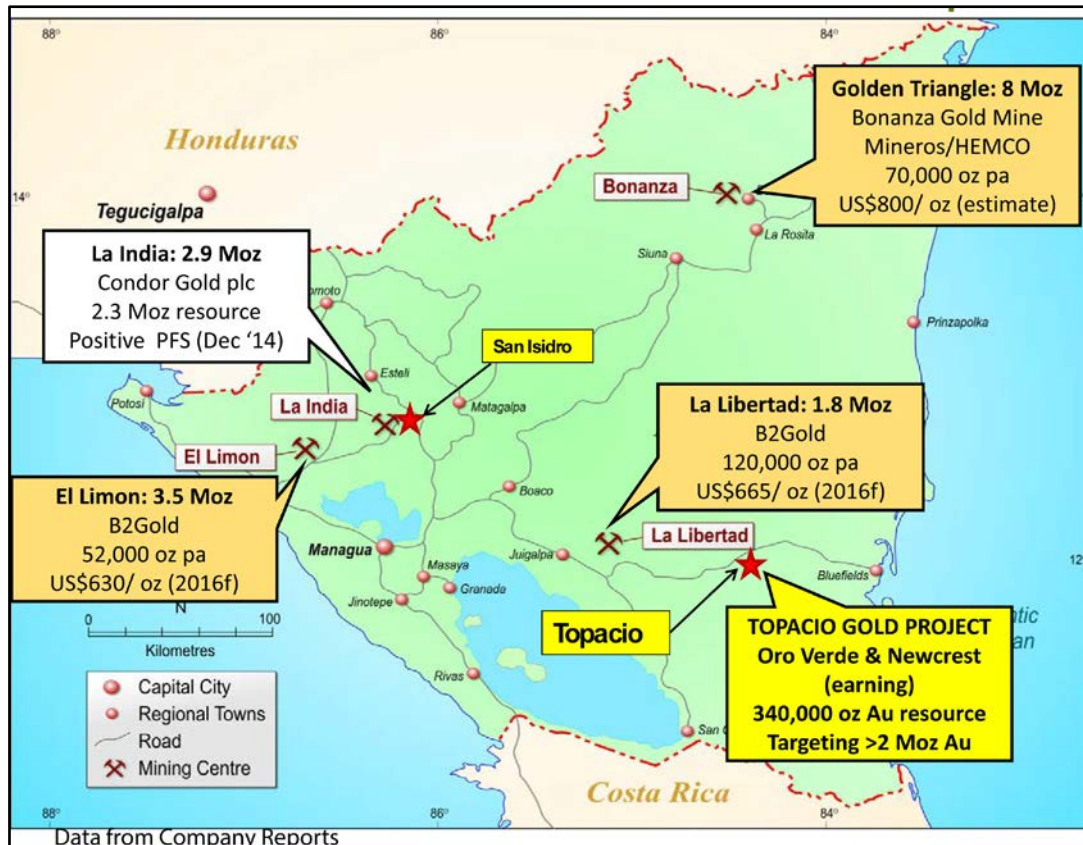 88°
86
84
Golden Triangle: 8 Moz
Bonanza Gold Mine
Mineros/HEMCO
70,000 oz pa
US$800/ oz (estimate)
Honduras
14
Bonanza
Tegucigalpa
La Rosita
La India: 2.9 Moz
Condor Gold plc
2.3 Moz resource
Positive PFS (Dec '14)
Siuna
omoto
Prinzapolka
San Isidro
Esteli
Potosi
Matagalpa
La India
La Libertad: 1.8 Moz
B2Gold
120,000 oz pa
US$665/ oz (2016f)
El Limon
El Limon: 3.5 Moz
B2Gold
52,000 oz pa
US$630/ oz (2016f)
Boaco
La Libertad
Managua
Juigalpa
12
Masaya
Granada
Bluefields
Jinotepe
N
0 100
Kilometres
Topacio
TOPACIO GOLD PROJECT
Oro Verde & Newcrest
(earning)
340,000 oz Au resource
Targeting >2 Moz Au
ntic
an
Rivas
Capital City
Regional Towns
Road
Mining Centre
San
Costa Rica
88°
86°
84°
Data from Company Reports